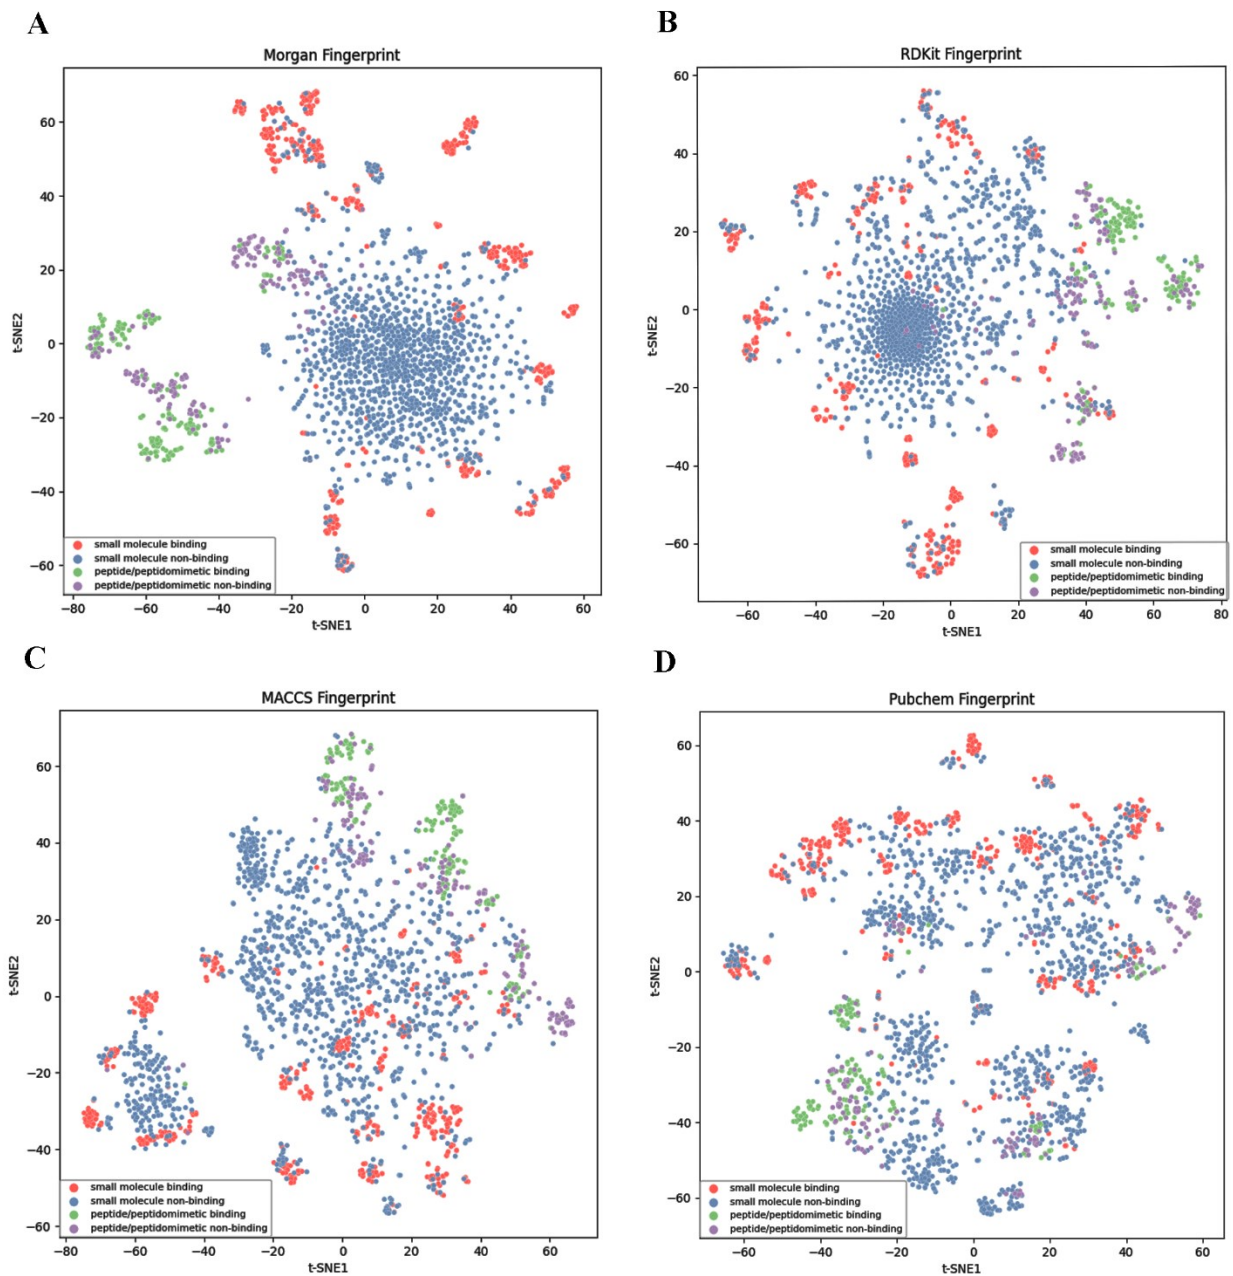 A
Morgan Fingerprint
60
40
20
0
−20
−40
−60
t-SNE2
small molecule binding
small molecule non-binding
peptide/peptidomimetic binding
peptide/peptidomimetic non-binding
−80 −60 −40 −20 0 20 40 60
t-SNE1
B
RDKit Fingerprint
60
40
20
0
−20
−40
−60
t-SNE2
small molecule binding
small molecule non-binding
peptide/peptidomimetic binding
peptide/peptidomimetic non-binding
−60 −40 −20 0 20 40 60 80
t-SNE1
C
MACCS Fingerprint
60
40
20
0
−20
−40
−60
t-SNE2
small molecule binding
small molecule non-binding
peptide/peptidomimetic binding
peptide/peptidomimetic non-binding
−80 −60 −40 −20 0 20 40 60
t-SNE1
D
Pubchem Fingerprint
60
40
20
0
−20
−40
−60
t-SNE2
small molecule binding
small molecule non-binding
peptide/peptidomimetic binding
peptide/peptidomimetic non-binding
−60 −40 −20 0 20 40 60
t-SNE1